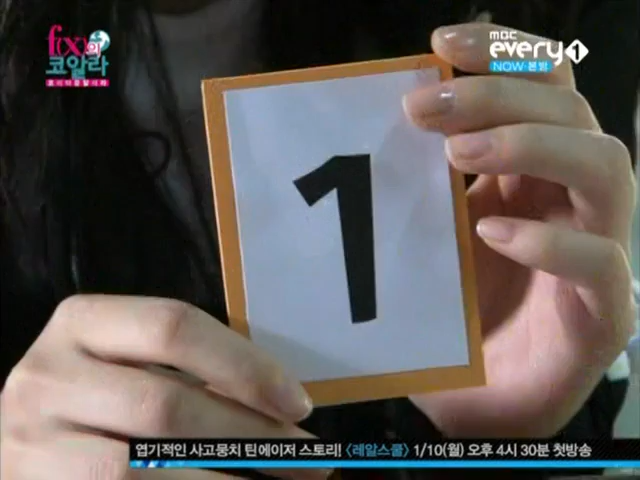 f(x)의
코알라
mbc
every1
NOW 본방
1
엽기적인 사고뭉치 틴에이저 스토리! 〈레알스쿨〉 1/10(월) 오후 4시 30분 첫방송